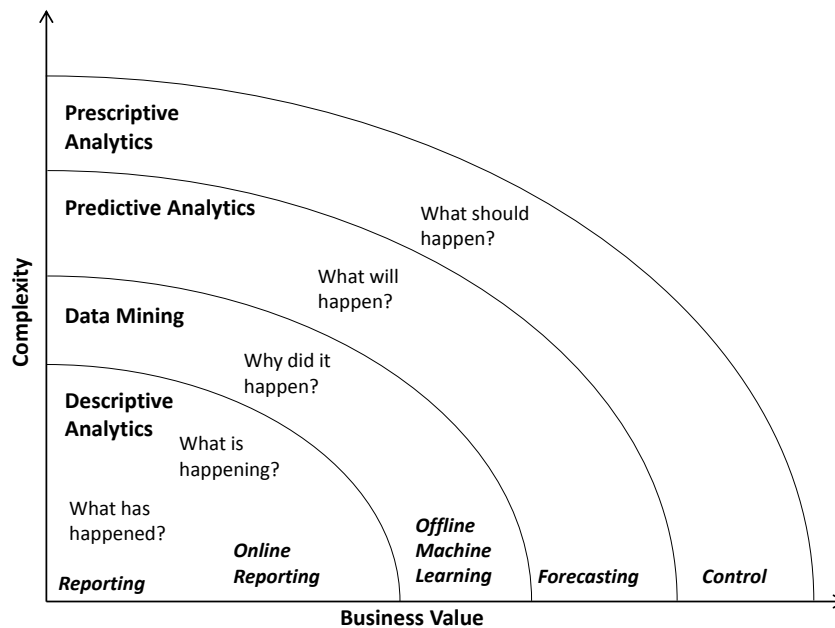 Prescriptive
Analytics
Predictive Analytics
What should
happen?
What will
happen?
Data Mining
Why did it
happen?
Descriptive
Analytics
What is
happening?
What has
happened?
Reporting
Online
Reporting
Offline
Machine
Learning
Forecasting
Control
Complexity
Business Value